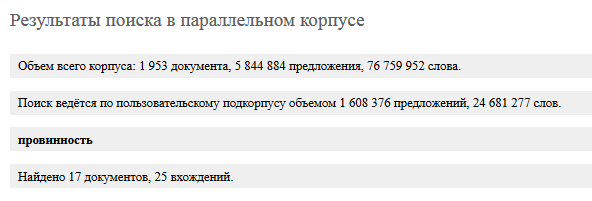 Результаты поиска в параллельном корпусе
Объем всего корпуса: 1 953 документа, 5 844 884 предложения, 76 759 952 слова.
Поиск ведётся по пользовательскому подкорпусу объемом 1 608 376 предложений, 24 681 277 слов.
провинность
Найдено 17 документов, 25 вхождений.